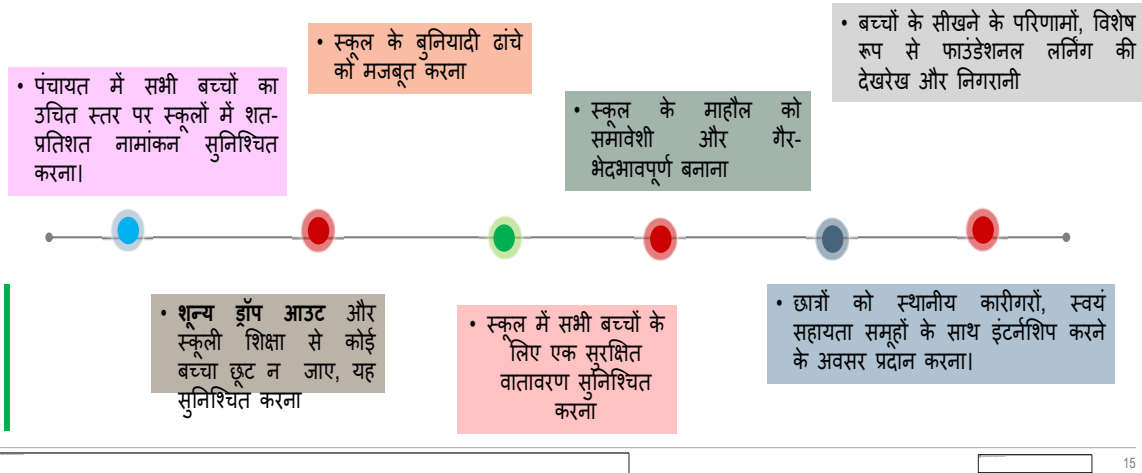 • पंचायत में सभी बच्चों का
उचित स्तर पर स्कूलों में शत-
प्रतिशत नामांकन सुनिश्चित
करना।
• स्कूल के बुनियादी ढांचे
को मजबूत करना
• स्कूल के माहौल को
समावेशी और गैर-
भेदभावपूर्ण बनाना
• बच्चों के सीखने के परिणामों, विशेष
रूप से फाउंडेशनल लर्निंग की
देखरेख और निगरानी
• शून्य ड्रॉप आउट और
स्कूली शिक्षा से कोई
बच्चा छूट न जाए, यह
सुनिश्चित करना
• स्कूल में सभी बच्चों के
लिए एक सुरक्षित
वातावरण सुनिश्चित
करना
• छात्रों को स्थानीय कारीगरों, स्वयं
सहायता समूहों के साथ इंटर्नशिप करने
के अवसर प्रदान करना।
15